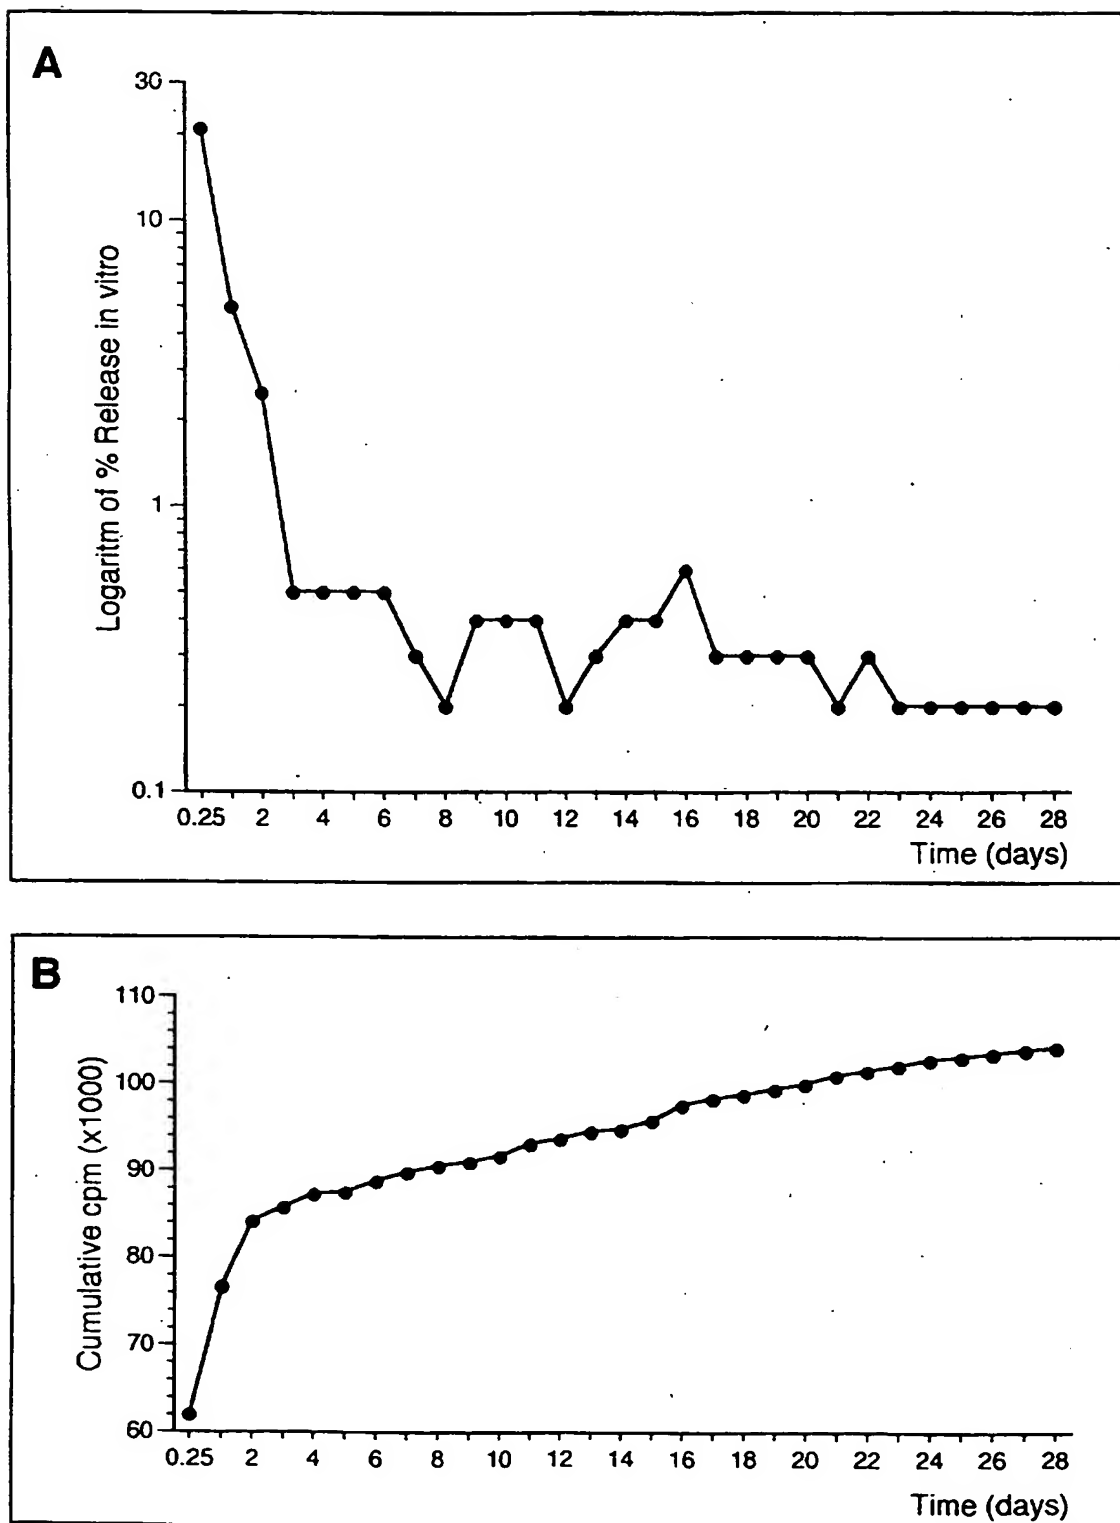 A
30
10
1
0.1
Logaritm of % Release in vitro
0.25 2 4 6 8 10 12 14 16 18 20 22 24 26 28
Time (days)
B
110
100
90
80
70
60
Cumulative cpm (x1000)
0.25 2 4 6 8 10 12 14 16 18 20 22 24 26 28
Time (days)